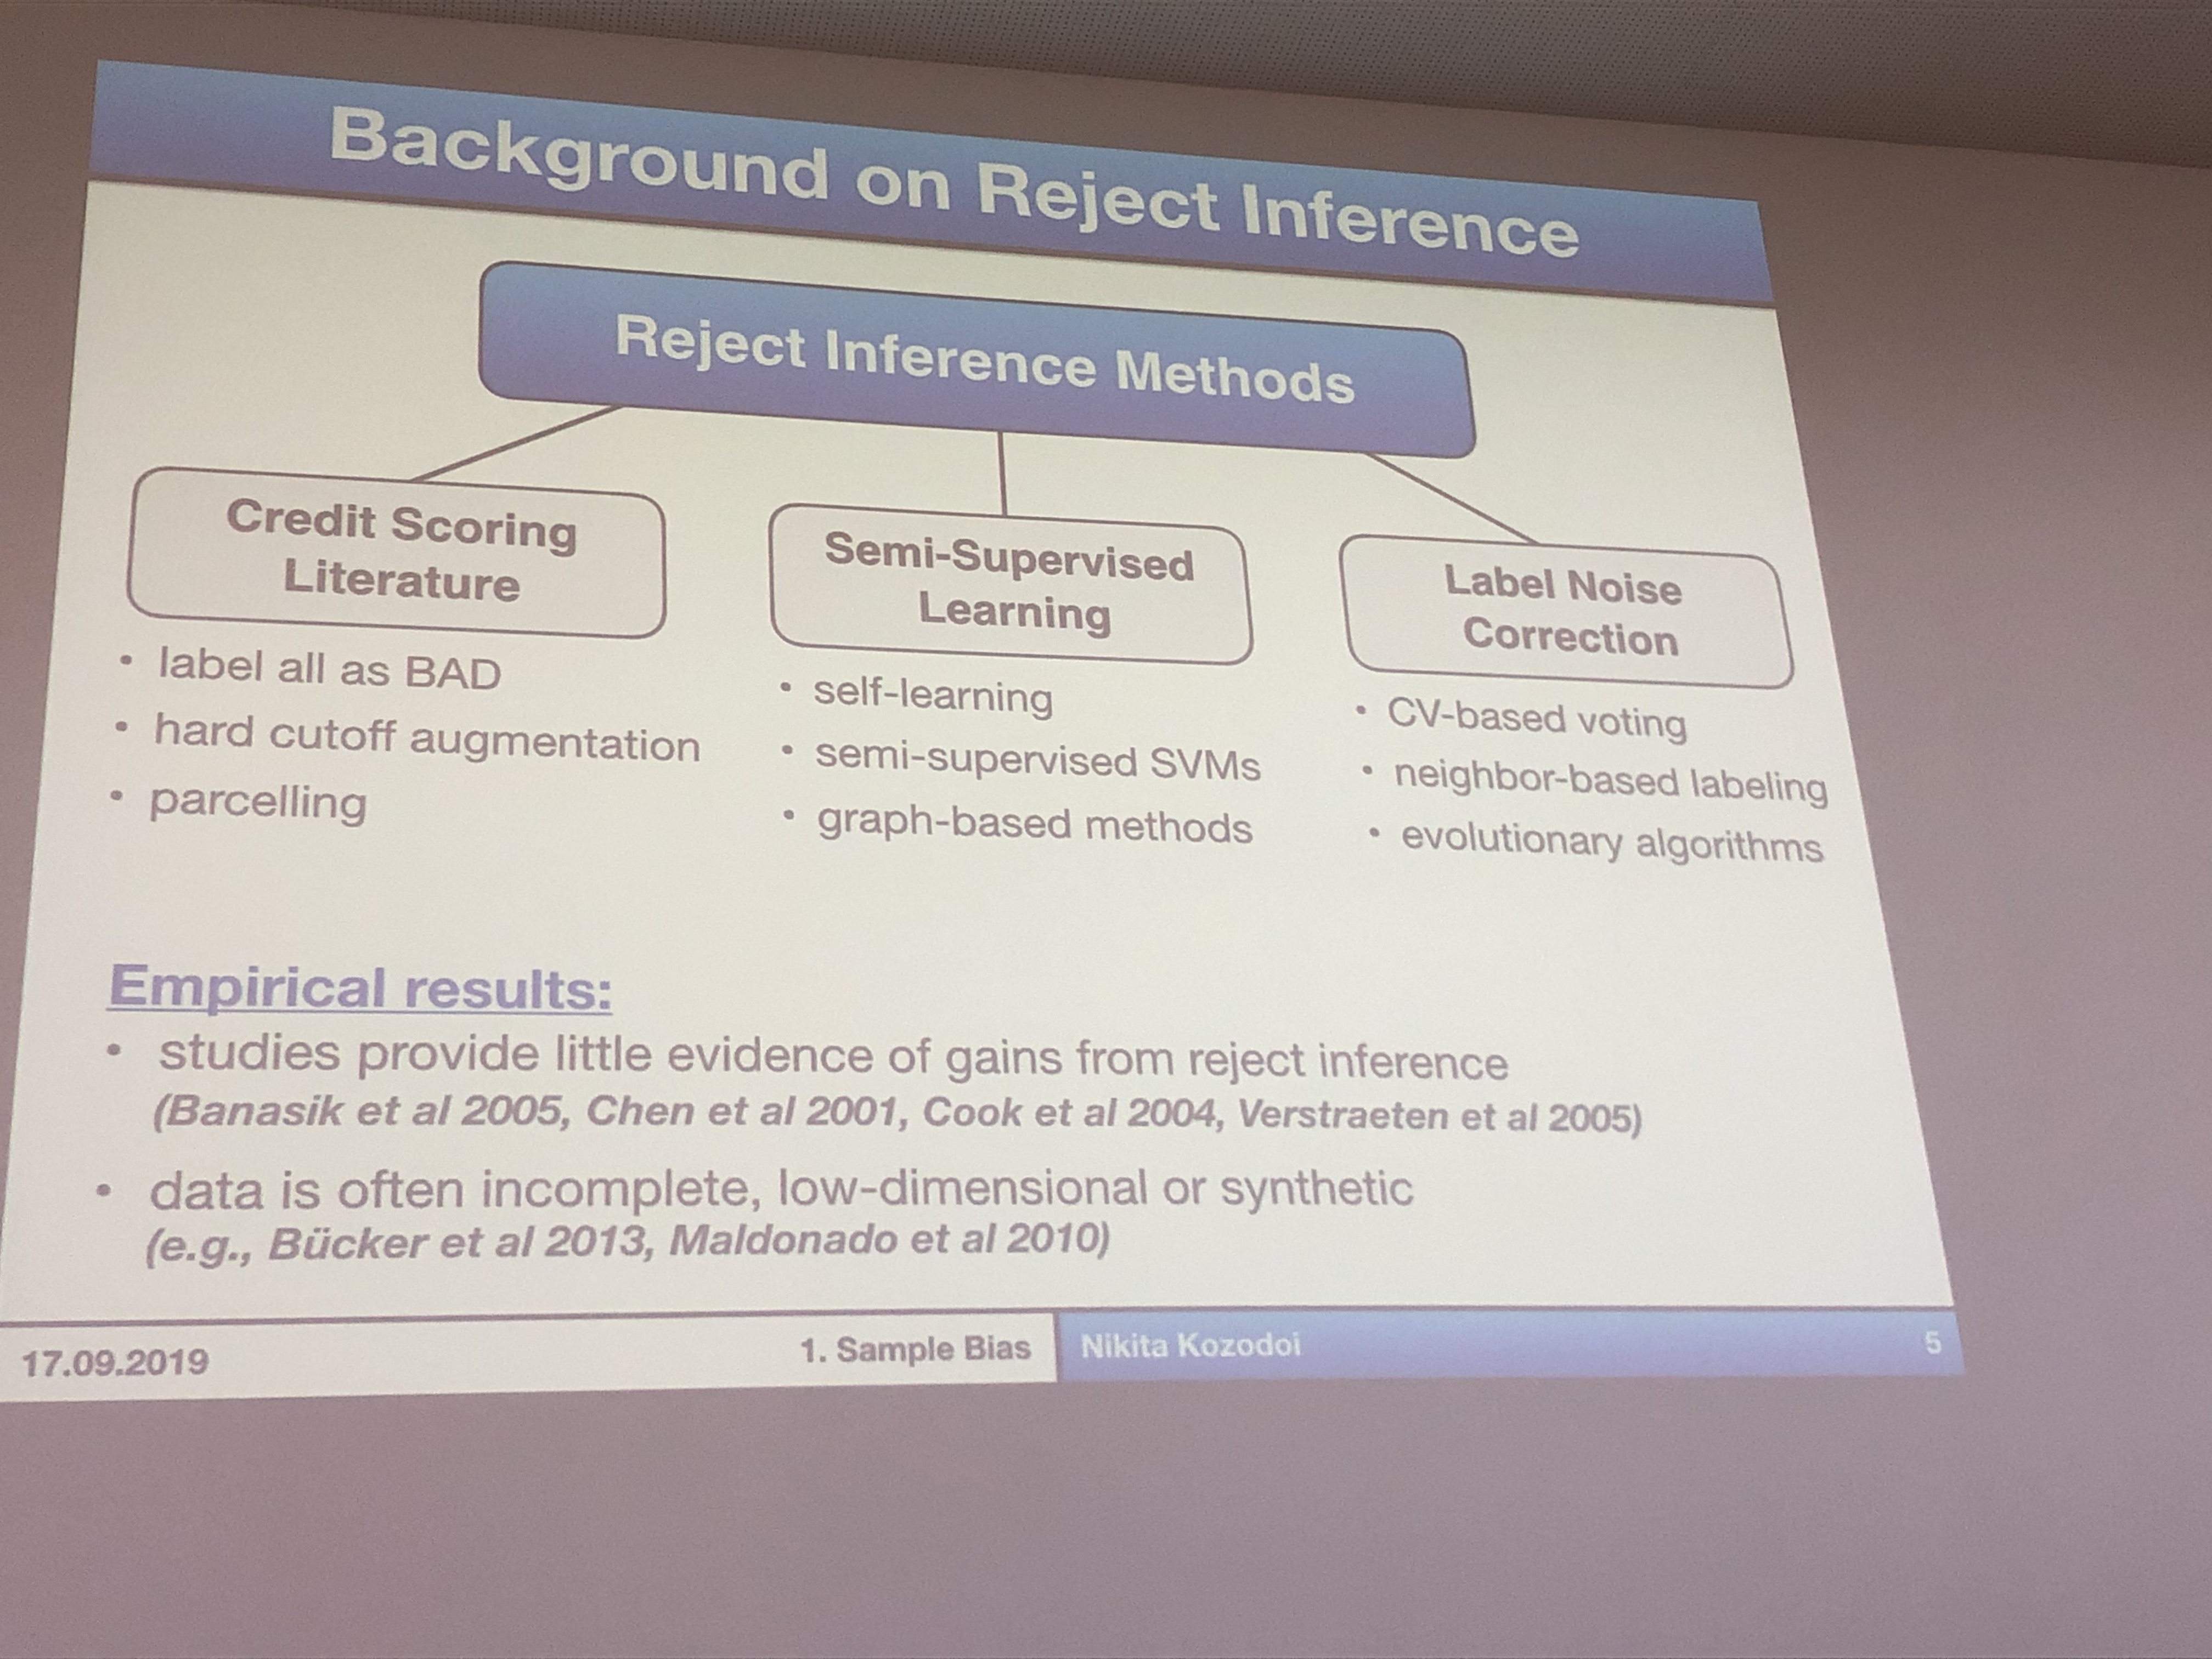 Background on Reject Inference
Reject Inference Methods
Credit Scoring
Literature
• label all as BAD
• hard cutoff augmentation
• parcelling
Semi-Supervised
Learning
• self-learning
• semi-supervised SVMs
• graph-based methods
Label Noise
Correction
• CV-based voting
• neighbor-based labeling
• evolutionary algorithms
Empirical results:
• studies provide little evidence of gains from reject inference
(Banasik et al 2005, Chen et al 2001, Cook et al 2004, Verstraeten et al 2005)
• data is often incomplete, low-dimensional or synthetic
(e.g., Bücker et al 2013, Maldonado et al 2010)
17.09.2019
1. Sample Bias
Nikita Kozodoi
5